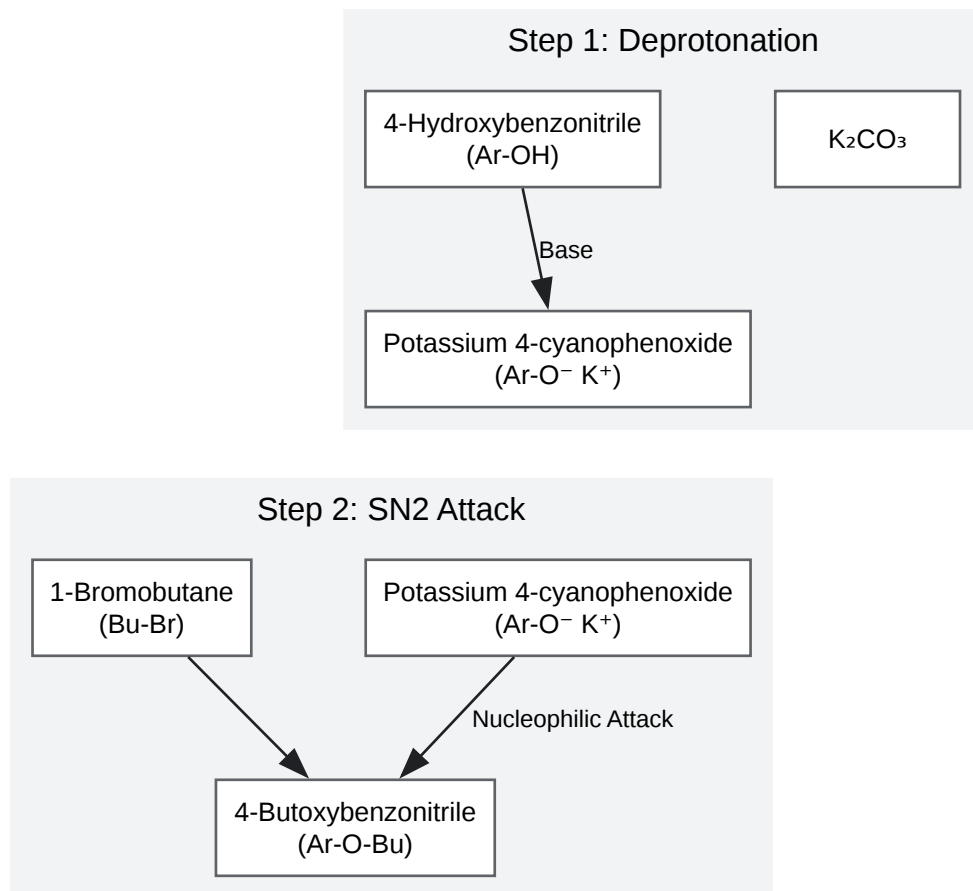 Step 1: Deprotonation
4-Hydroxybenzonitrile
(Ar-OH)
K₂CO₃
Base
Potassium 4-cyanophenoxide
(Ar-O⁻ K⁺)
Step 2: SN2 Attack
1-Bromobutane
(Bu-Br)
Potassium 4-cyanophenoxide
(Ar-O⁻ K⁺)
Nucleophilic Attack
4-Butoxybenzonitrile
(Ar-O-Bu)